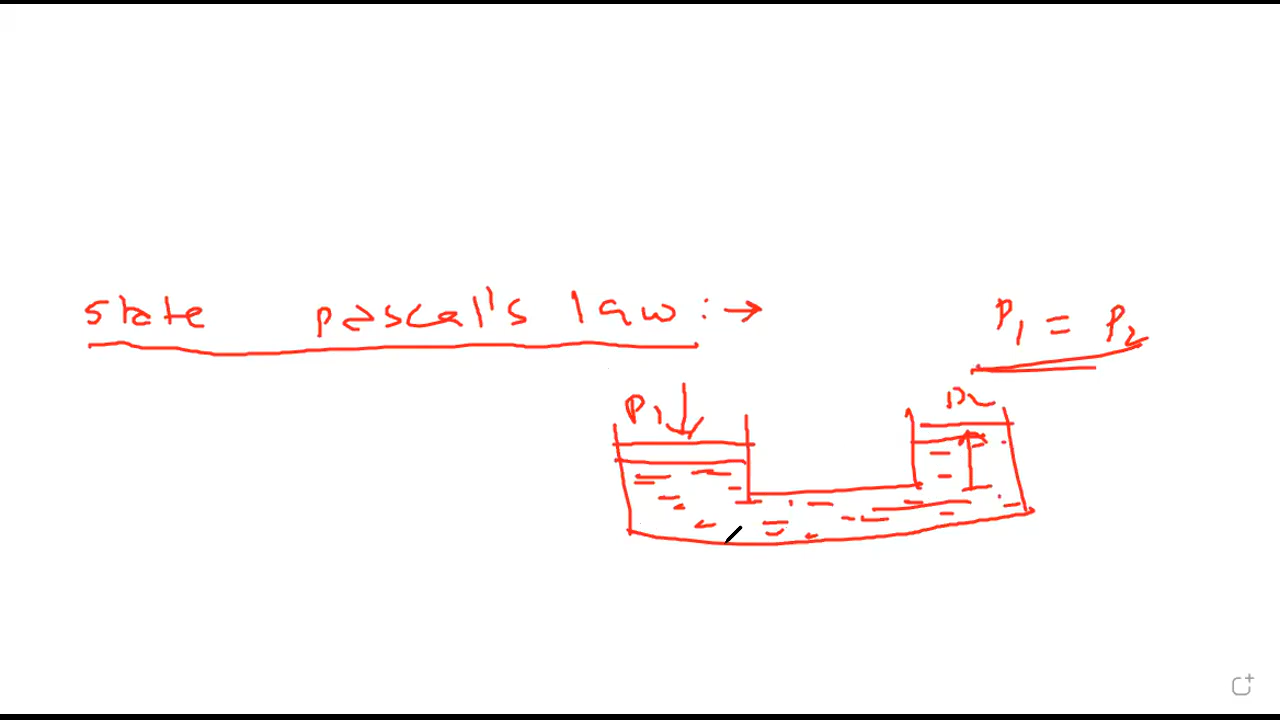 state pascal's law :→
P1 = P2
P1
P2